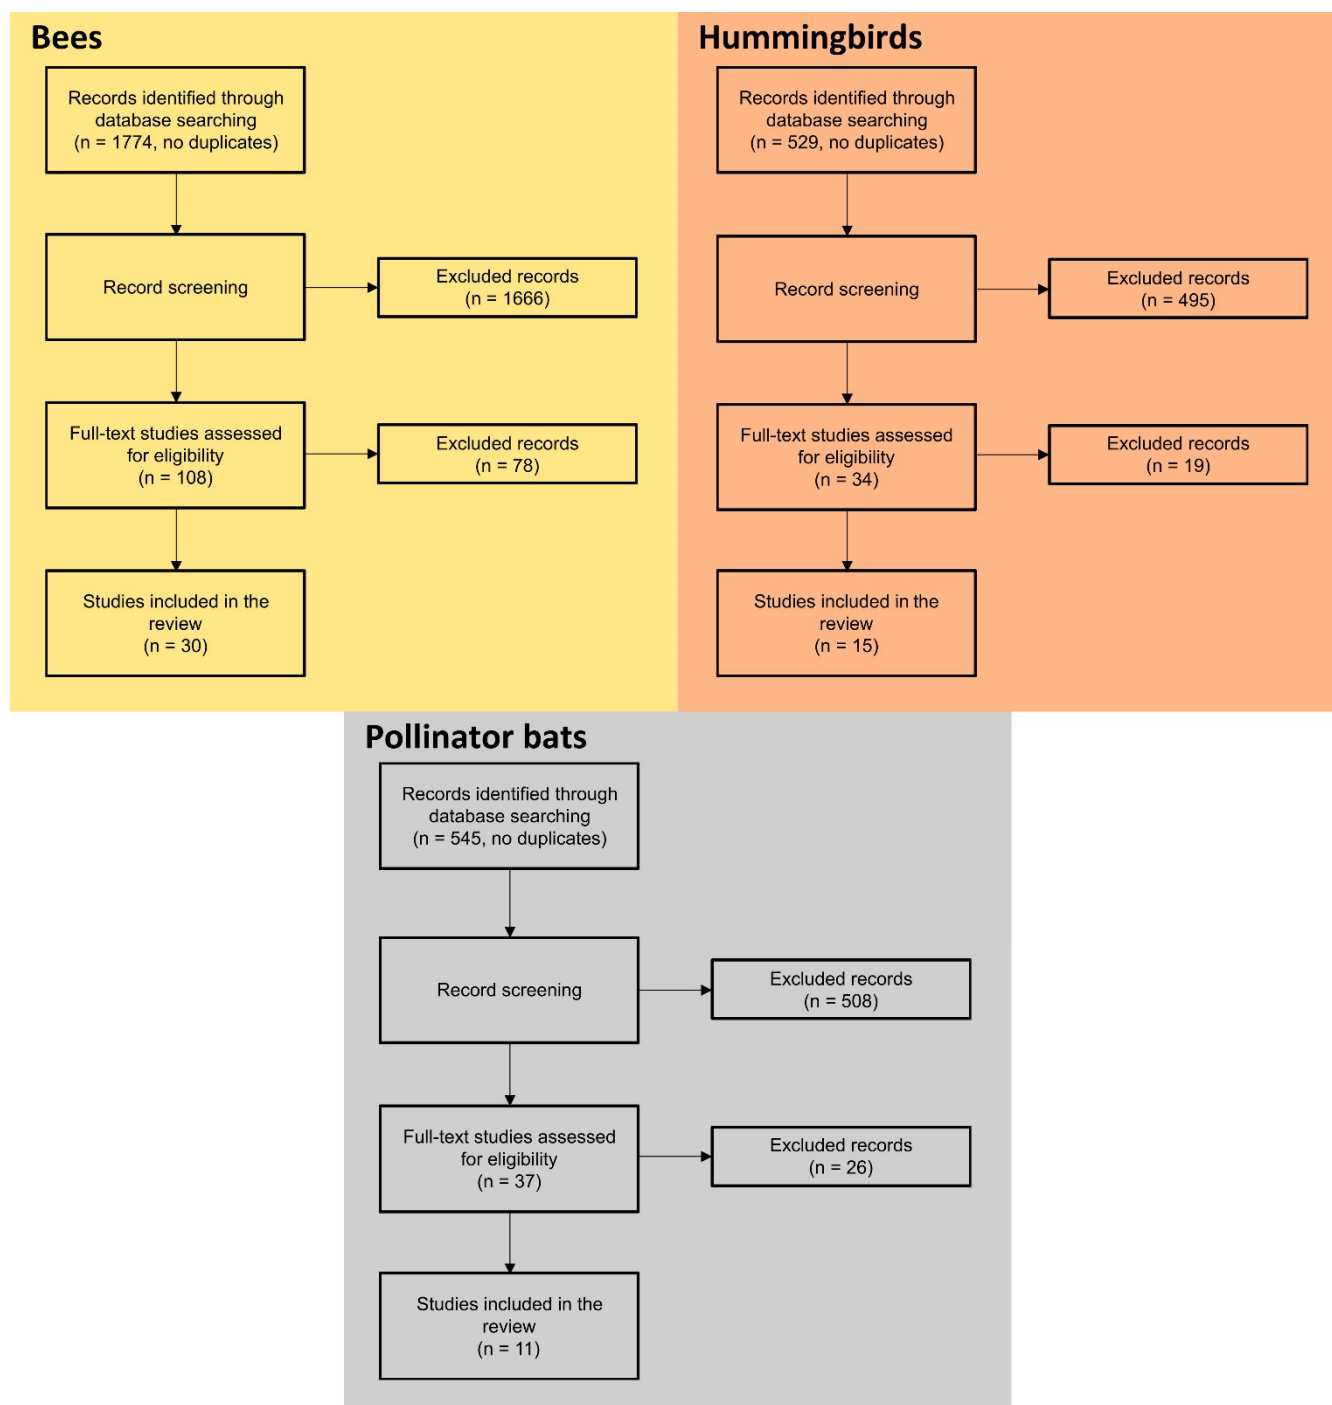 Bees
Records identified through
database searching
(n = 1774, no duplicates)
Record screening
Excluded records
(n = 1666)
Full-text studies assessed
for eligibility
(n = 108)
Excluded records
(n = 78)
Studies included in the
review
(n = 30)
Hummingbirds
Records identified through
database searching
(n = 529, no duplicates)
Record screening
Excluded records
(n = 495)
Full-text studies assessed
for eligibility
(n = 34)
Excluded records
(n = 19)
Studies included in the
review
(n = 15)
Pollinator bats
Records identified through
database searching
(n = 545, no duplicates)
Record screening
Excluded records
(n = 508)
Full-text studies assessed
for eligibility
(n = 37)
Excluded records
(n = 26)
Studies included in the
review
(n = 11)